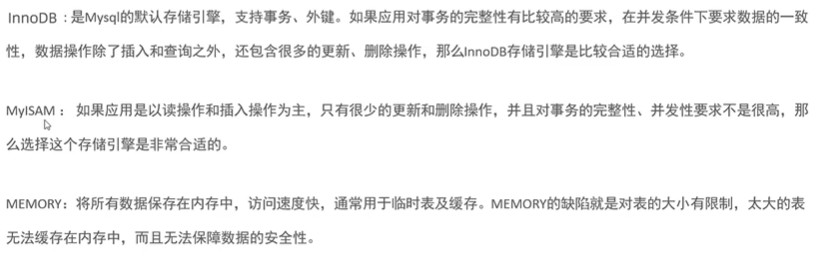 InnoDB : 是Mysql的默认存储引擎，支持事务、外键。如果应用对事务的完整性有比较高的要求，在并发条件下要求数据的一致
性，数据操作除了插入和查询之外，还包含很多的更新、删除操作，那么InnoDB存储引擎是比较合适的选择。
MyISAM ： 如果应用是以读操作和插入操作为主，只有很少的更新和删除操作，并且对事务的完整性、并发性要求不是很高，那
么选择这个存储引擎是非常合适的。
MEMORY：将所有数据保存在内存中，访问速度快，通常用于临时表及缓存。MEMORY的缺陷就是对表的大小有限制，太大的表
无法缓存在内存中，而且无法保障数据的安全性。